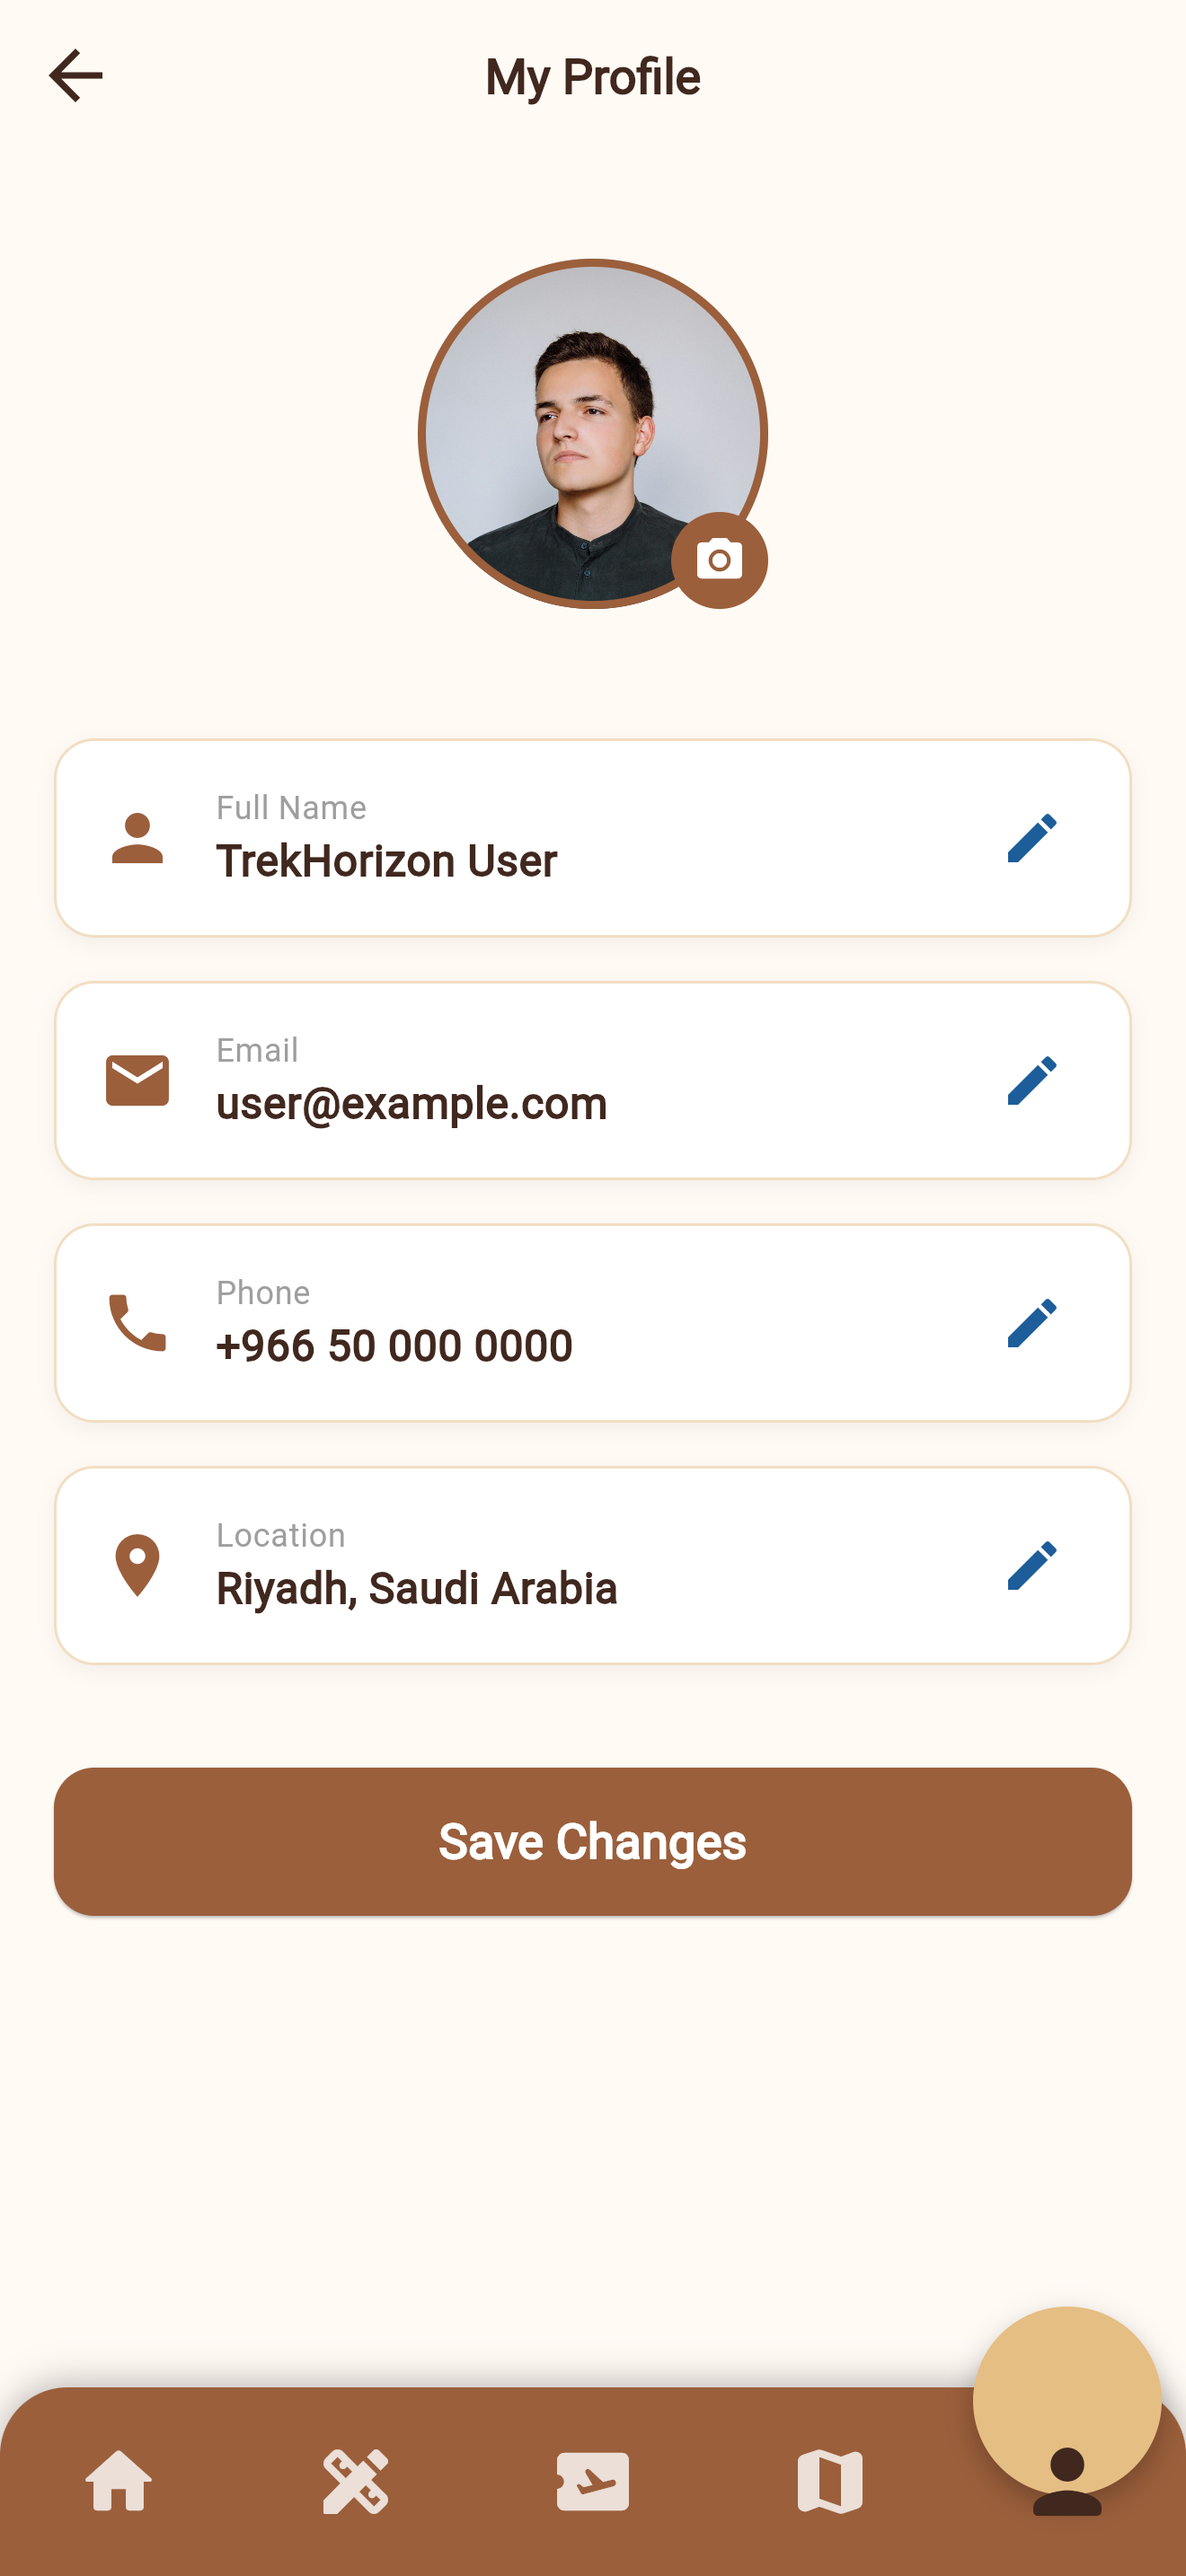 My Profile
Full Name
TrekHorizon User
Email
user@example.com
Phone
+966 50 000 0000
Location
Riyadh, Saudi Arabia
Save Changes